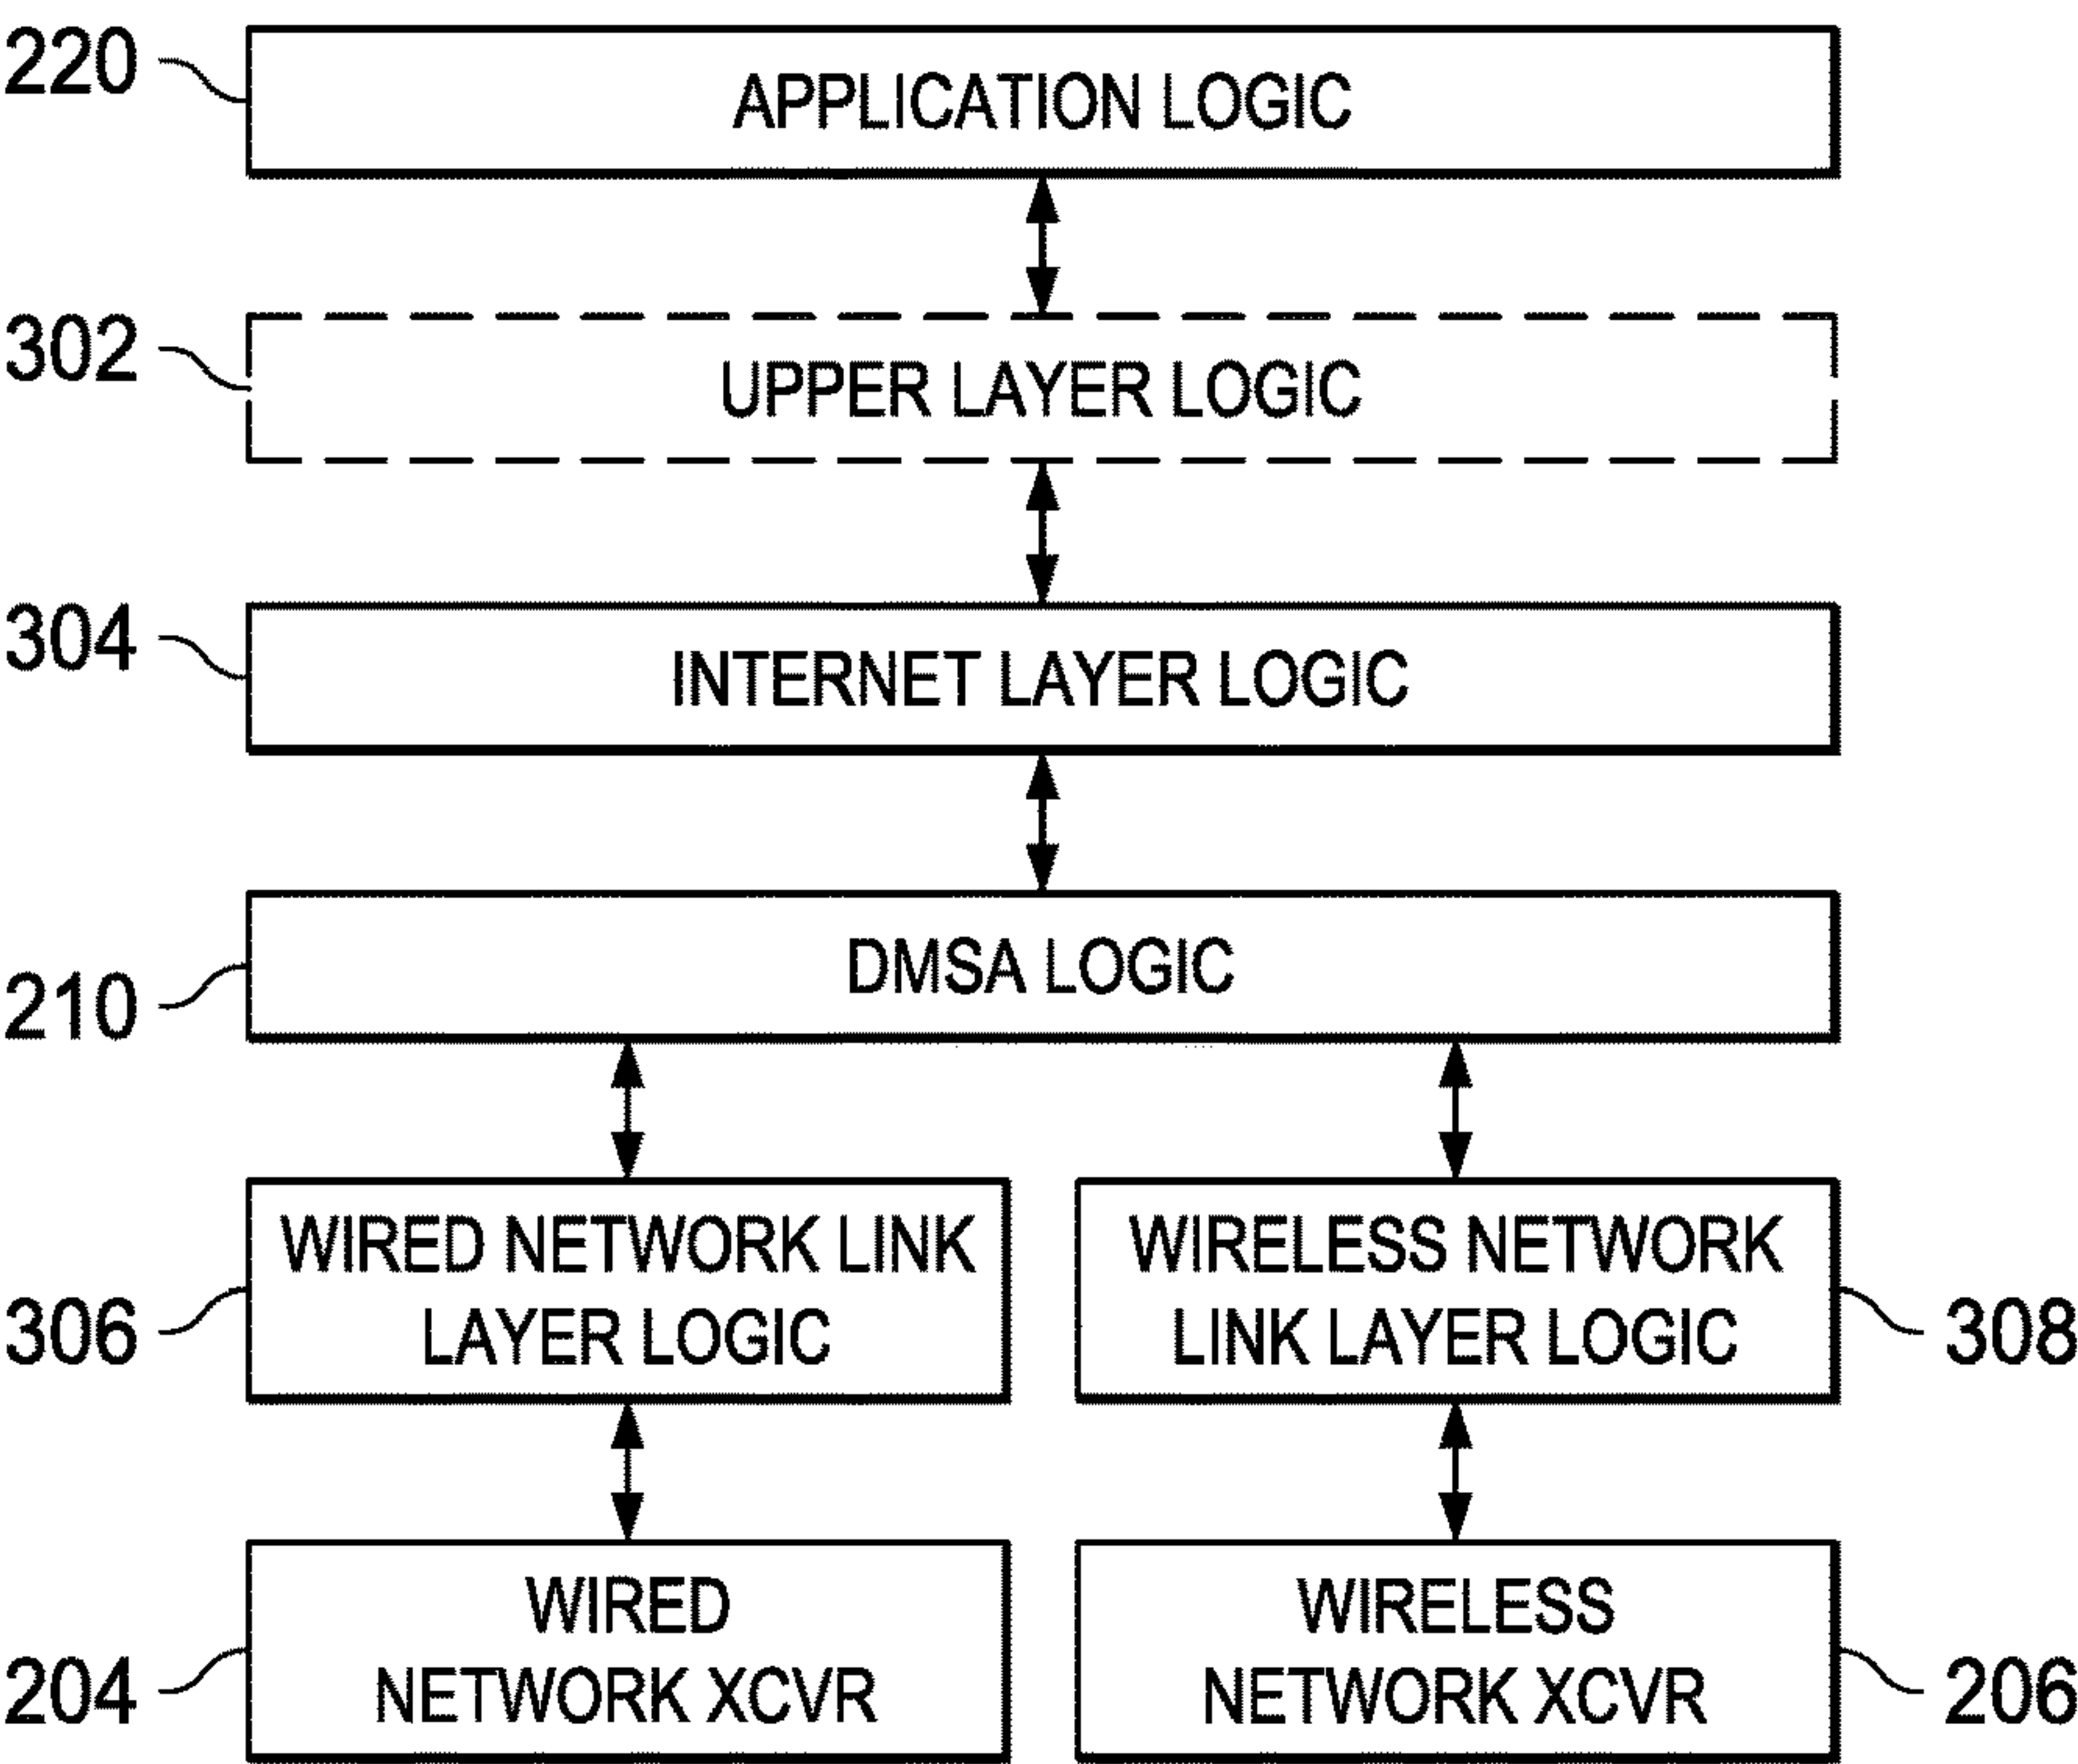 220
APPLICATION LOGIC
302
UPPER LAYER LOGIC
304
INTERNET LAYER LOGIC
210
DMSA LOGIC
306
WIRED NETWORK LINK
LAYER LOGIC
WIRELESS NETWORK
LINK LAYER LOGIC
308
204
WIRED
NETWORK XCVR
WIRELESS
NETWORK XCVR
206